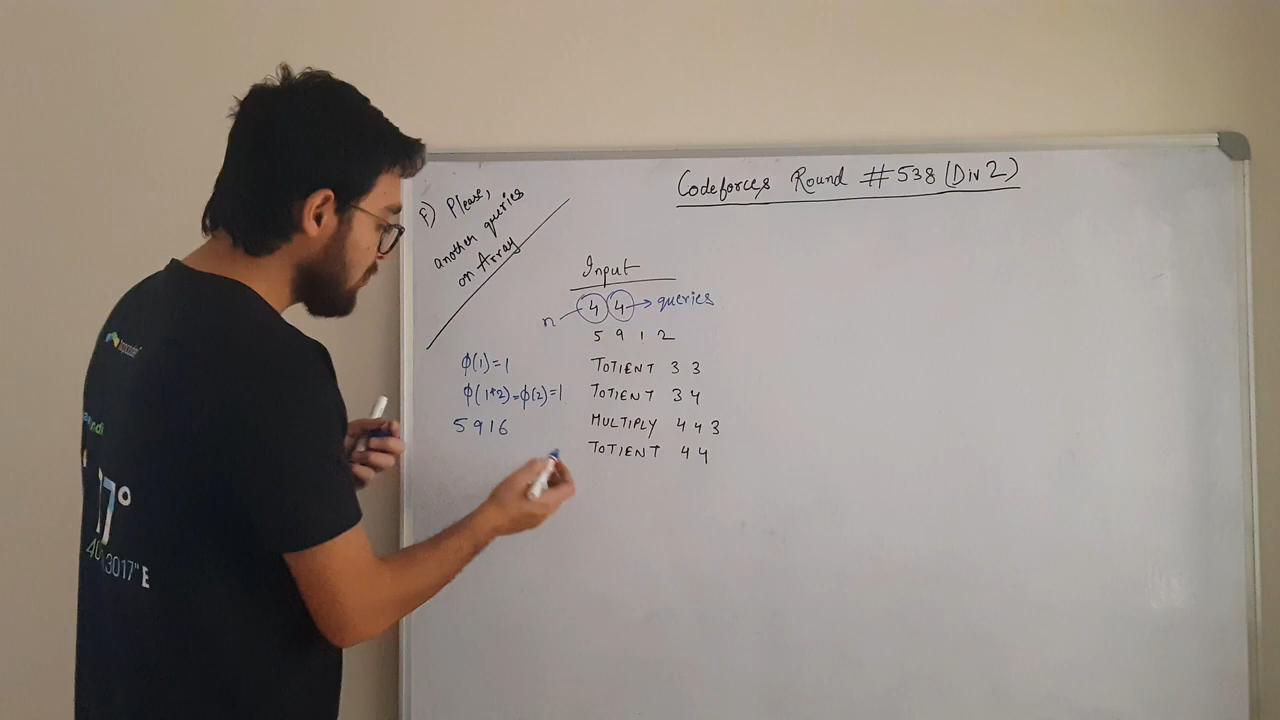 Codeforces Round #538 (Div 2)
F) Please,
another queries
on Array
Input
n 4 4 → queries
5 9 1 2
φ(1)=1 TOTIENT 3 3
φ(1*2)=φ(2)=1 TOTIENT 3 4
5 9 1 6 MULTIPLY 4 4 3
TOTIENT 4 4
17°
3017" E